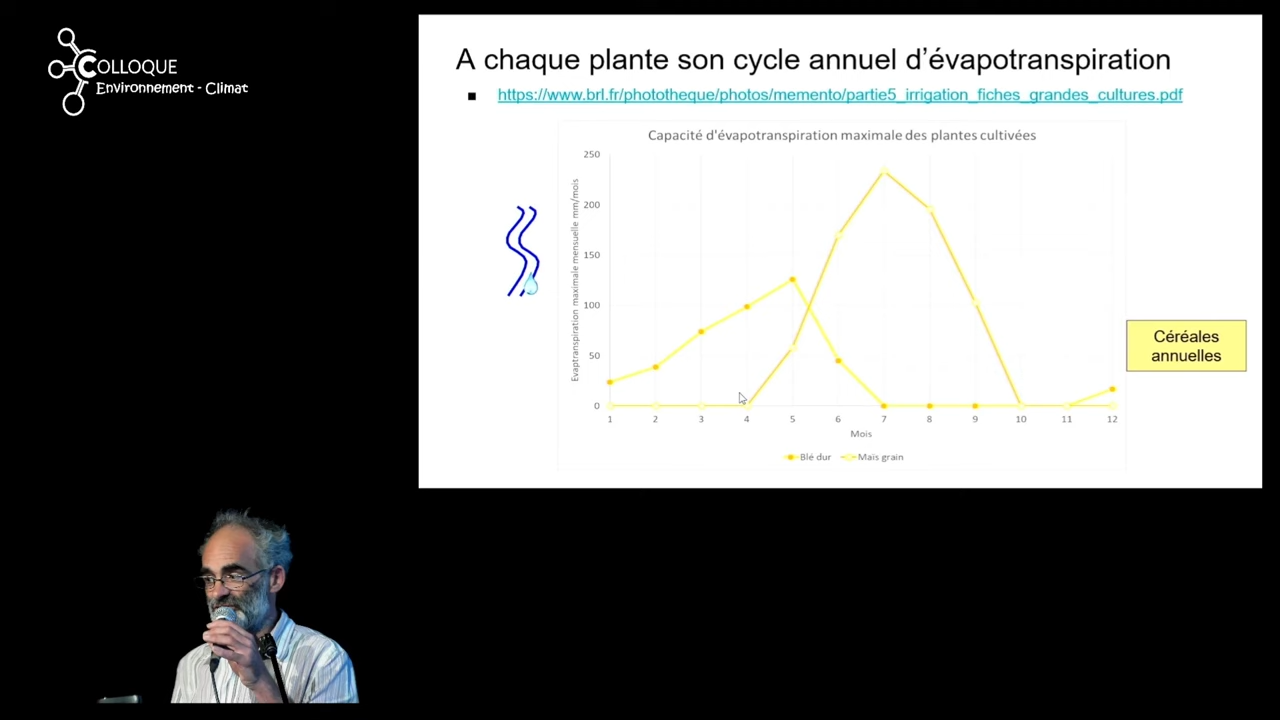 COLLOQUE
Environnement - Climat
A chaque plante son cycle annuel d'évapotranspiration
https://www.brl.fr/phototheque/photos/memento/partie5_irrigation_fiches_grandes_cultures.pdf
Capacité d'évapotranspiration maximale des plantes cultivées
Evaptranspiration maximale mensuelle mm/mois
250
200
150
100
50
0
1 2 3 4 5 6 7 8 9 10 11 12
Mois
Blé dur Maïs grain
Céréales
annuelles